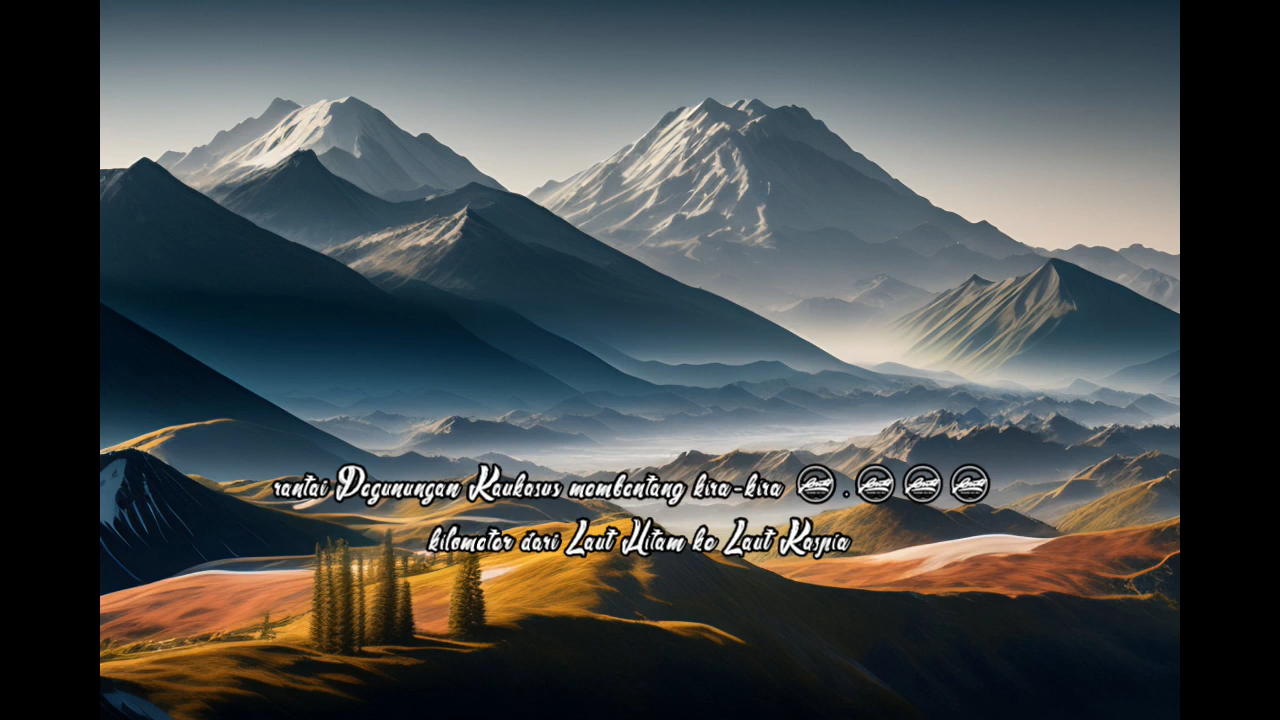 rantai Pegunungan Kaukasus membentang kira-kira .
kilometer dari Laut Hitam ke Laut Kaspia